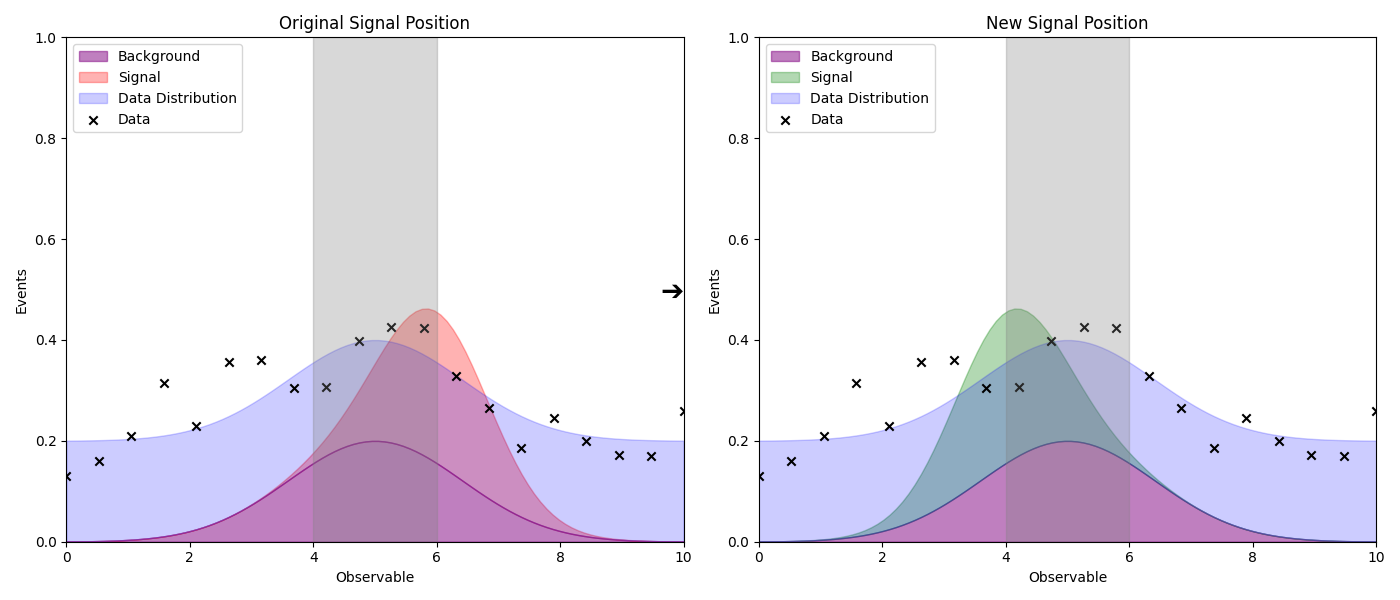 Original Signal Position
1.0
0.8
0.6
0.4
0.2
0.0
Events
Background
Signal
Data Distribution
Data
➔
0 2 4 6 8 10
Observable
New Signal Position
1.0
0.8
0.6
0.4
0.2
0.0
Events
Background
Signal
Data Distribution
Data
0 2 4 6 8 10
Observable